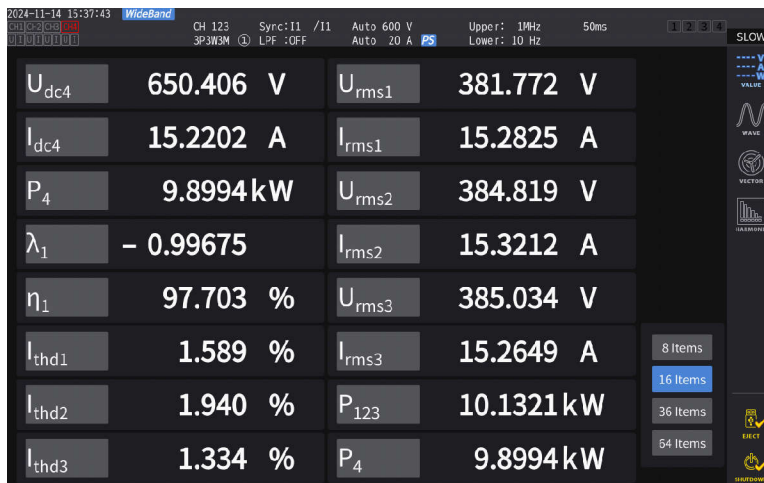 2024-11-14 15:37:43 WideBand
CH1 CH2 CH3 CH4 CH 123 Sync:I1 /I1 Auto 600 V Upper: 1MHz 50ms 1 2 3 4
U I U I U I U I 3P3W3M ① LPF :OFF Auto 20 A PS Lower: 10 Hz SLOW
Udc4 650.406 V Urms1 381.772 V
VALUE
Idc4 15.2202 A Irms1 15.2825 A
WAVE
P4 9.8994 kW Urms2 384.819 V
VECTOR
λ1 - 0.99675 Irms2 15.3212 A
η1 97.703 % Urms3 385.034 V
Ithd1 1.589 % Irms3 15.2649 A
8 Items
16 Items
Ithd2 1.940 % P123 10.1321 kW
36 Items
EJECT
64 Items
Ithd3 1.334 % P4 9.8994 kW
SHUTDOWN